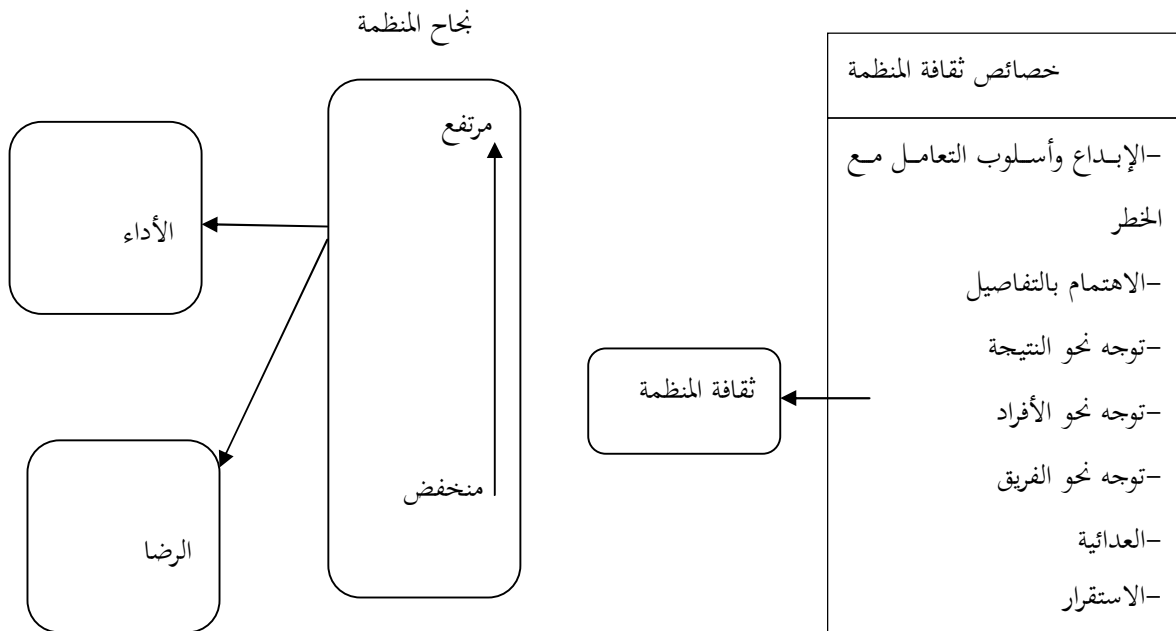 نجاح المنظمة
خصائص ثقافة المنظمة
–الإبداع وأسلوب التعامل مع
الخطر
–الاهتمام بالتفاصيل
–توجه نحو النتيجة
–توجه نحو الأفراد
–توجه نحو الفريق
–العدائية
–الاستقرار
ثقافة المنظمة
مرتفع
منخفض
الأداء
الرضا